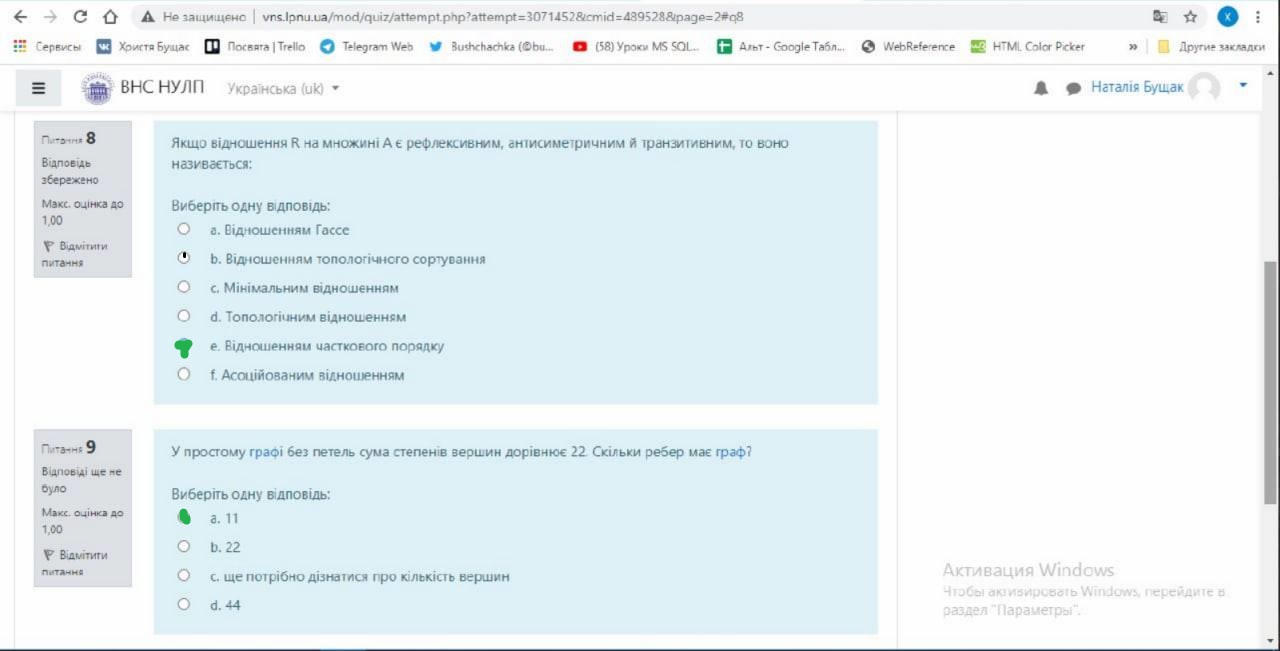 Не защищено | vns.lpnu.ua/mod/quiz/attempt.php?attempt=3071452&cmid=489528&page=2#q8
X
Сервисы Христя Бущак Посвята | Trello Telegram Web Bushchachka (@bu... (58) Уроки MS SQL... Альт - Google Табл... WebReference HTML Color Picker » Другие закладки
ВНС НУЛП Українська (uk) Наталія Бущак
Питання 8
Відповідь
збережено
Макс. оцінка до
1,00
Відмітити
питання
Якщо відношення R на множині A є рефлексивним, антисиметричним й транзитивним, то воно
називається:
Виберіть одну відповідь:
a. Відношенням Гассе
b. Відношенням топологічного сортування
c. Мінімальним відношенням
d. Топологічним відношенням
e. Відношенням часткового порядку
f. Асоційованим відношенням
Питання 9
Відповіді ще не
було
Макс. оцінка до
1,00
Відмітити
питання
У простому графі без петель сума степенів вершин дорівнює 22. Скільки ребер має граф?
Виберіть одну відповідь:
a. 11
b. 22
c. ще потрібно дізнатися про кількість вершин
d. 44
Активация Windows
Чтобы активировать Windows, перейдите в
раздел "Параметры".